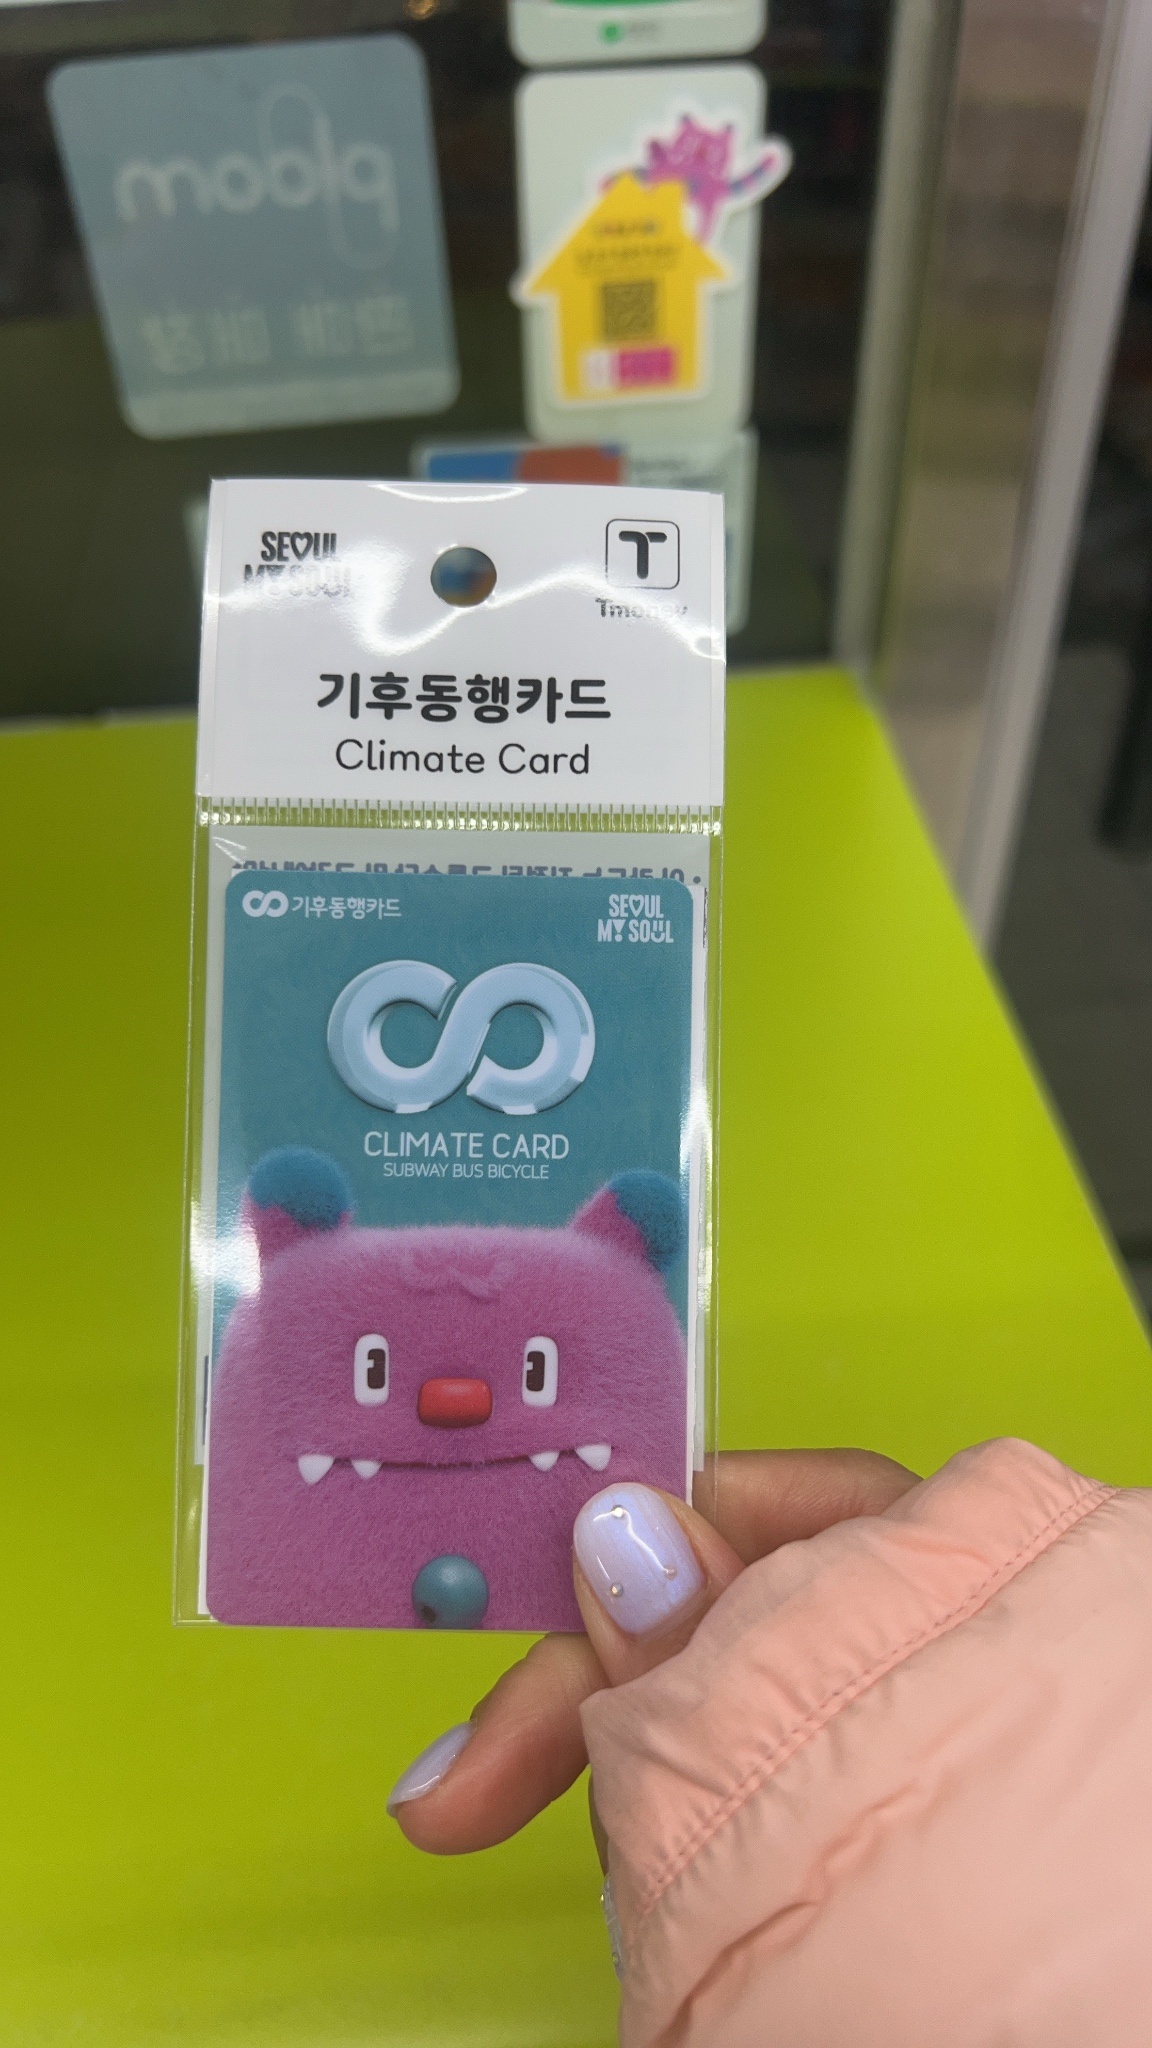 moolq
SEOUL
MY SOUL
T
Tmoney
기후동행카드
Climate Card
기후동행카드
SEOUL
MY SOUL
CLIMATE CARD
SUBWAY BUS BICYCLE